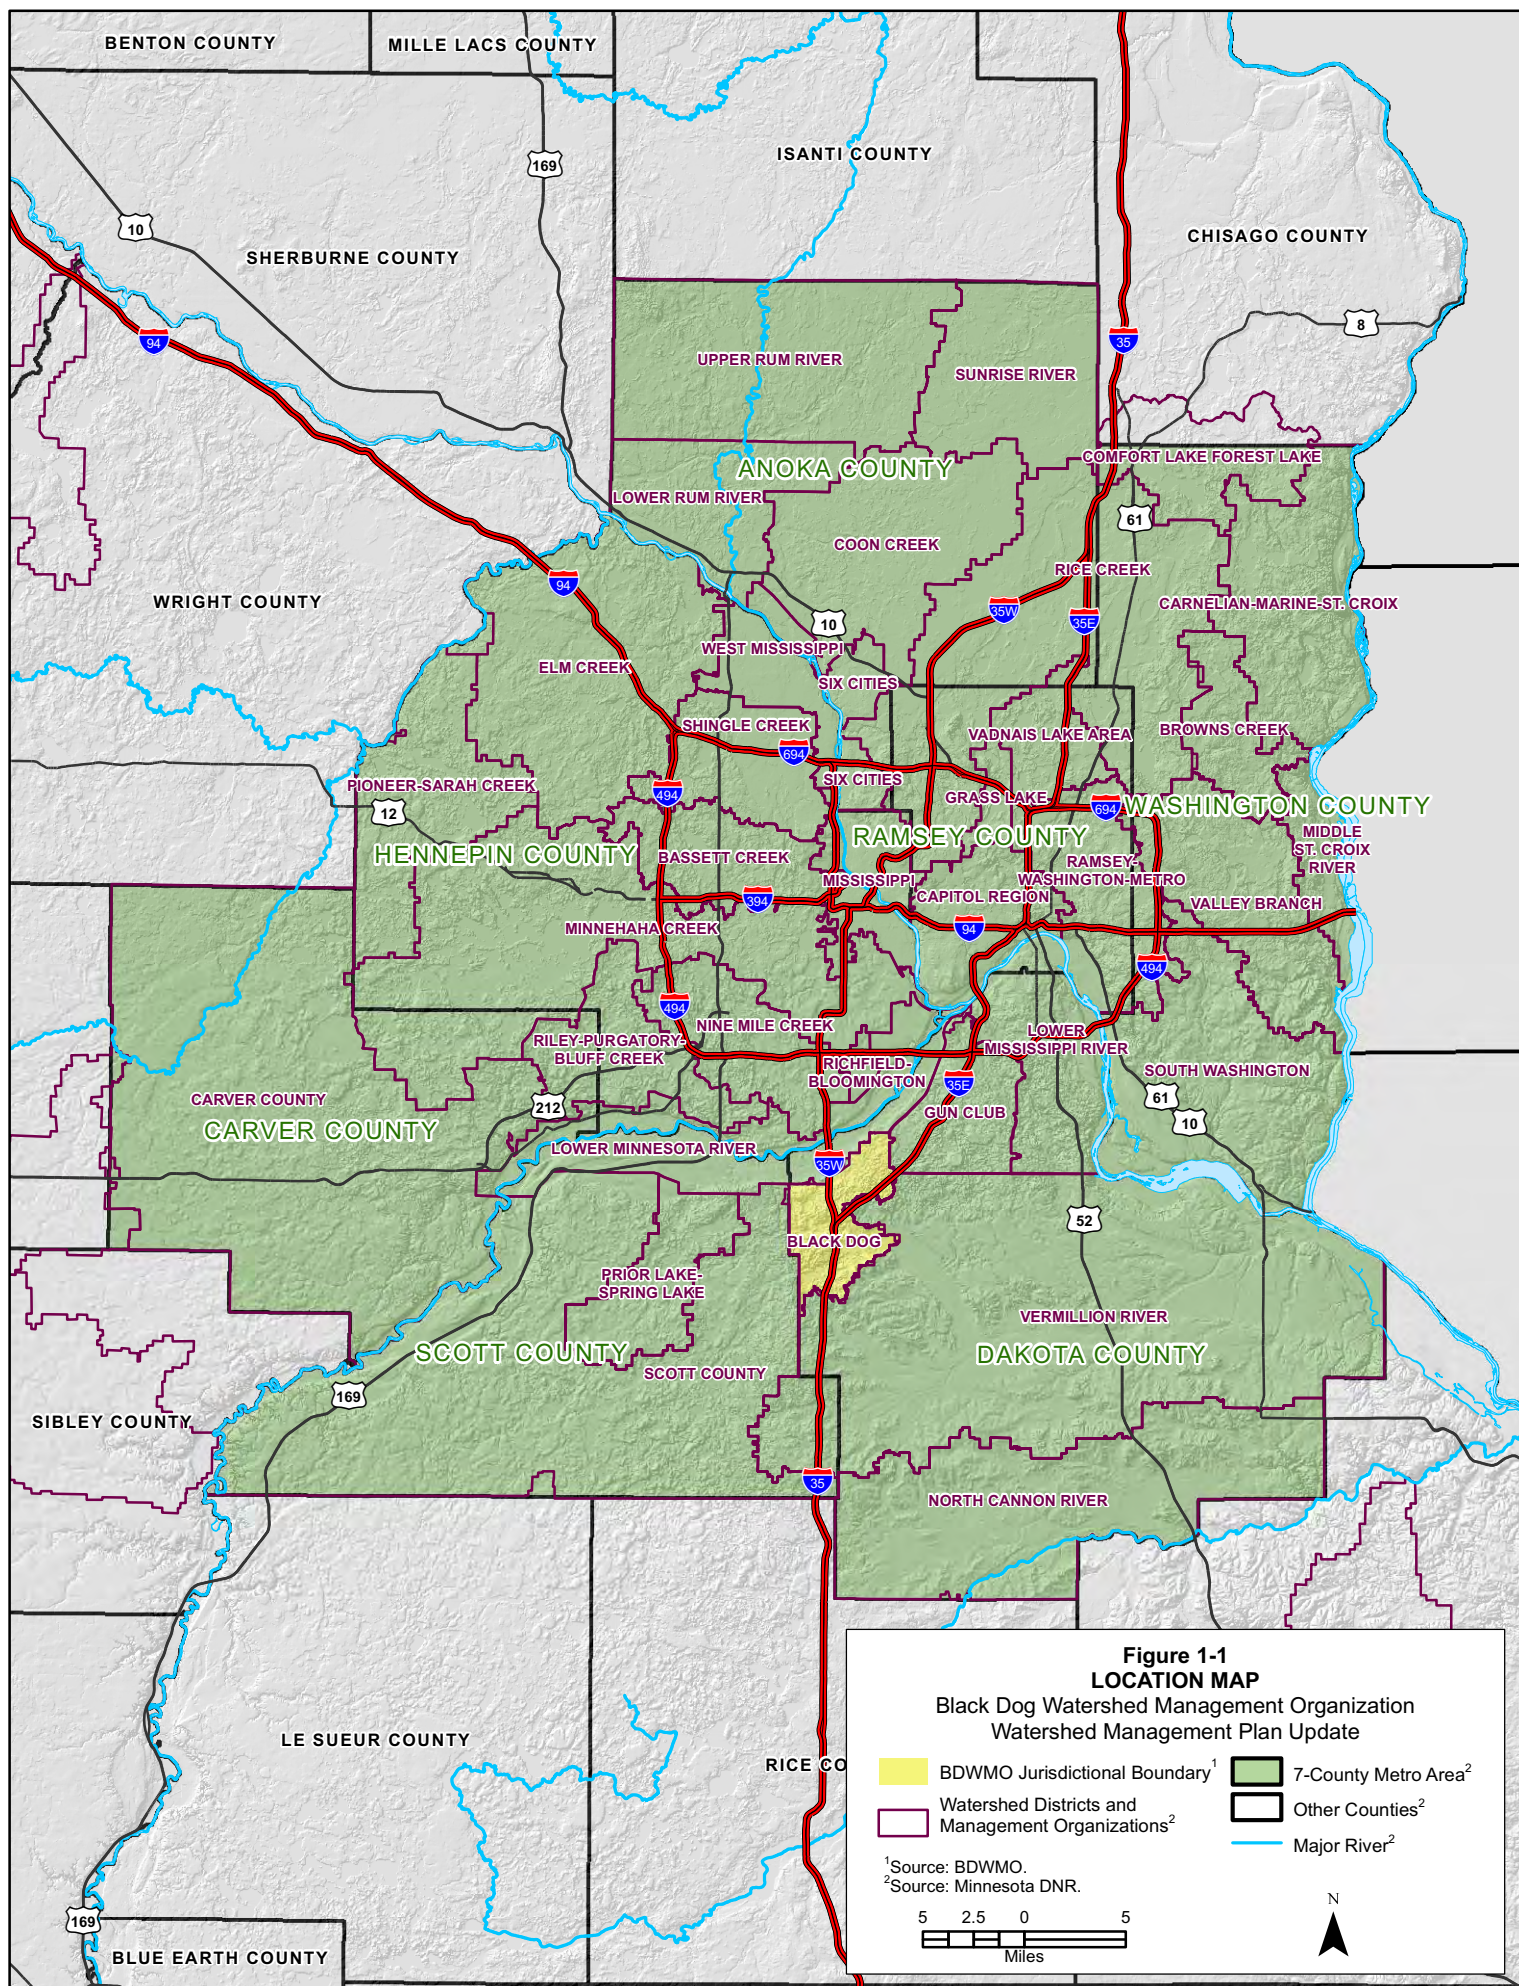 BENTON COUNTY
MILLE LACS COUNTY
ISANTI COUNTY
169
10
SHERBURNE COUNTY
CHISAGO COUNTY
8
94
35
UPPER RUM RIVER
SUNRISE RIVER
COMFORT LAKE FOREST LAKE
ANOKA COUNTY
LOWER RUM RIVER
61
COON CREEK
RICE CREEK
94
WRIGHT COUNTY
CARNELIAN-MARINE-ST. CROIX
35W
35E
10
WEST MISSISSIPPI
ELM CREEK
SIX CITIES
SHINGLE CREEK
VADNAIS LAKE AREA
BROWNS CREEK
694
SIX CITIES
PIONEER-SARAH CREEK
494
GRASS LAKE
694
WASHINGTON COUNTY
12
RAMSEY COUNTY
MIDDLE
ST. CROIX
RIVER
HENNEPIN COUNTY
BASSETT CREEK
RAMSEY-
WASHINGTON-METRO
MISSISSIPPI
CAPITOL REGION
394
VALLEY BRANCH
MINNEHAHA CREEK
94
494
494
NINE MILE CREEK
LOWER
MISSISSIPPI RIVER
RILEY-PURGATORY-
BLUFF CREEK
RICHFIELD-
BLOOMINGTON
SOUTH WASHINGTON
35E
CARVER COUNTY
212
61
GUN CLUB
10
CARVER COUNTY
LOWER MINNESOTA RIVER
35W
52
BLACK DOG
PRIOR LAKE-
SPRING LAKE
VERMILLION RIVER
SCOTT COUNTY
DAKOTA COUNTY
SCOTT COUNTY
169
SIBLEY COUNTY
35
NORTH CANNON RIVER
LE SUEUR COUNTY
RICE CO
169
BLUE EARTH COUNTY
Figure 1-1
LOCATION MAP
Black Dog Watershed Management Organization
Watershed Management Plan Update
BDWMO Jurisdictional Boundary1
7-County Metro Area2
Watershed Districts and
Management Organizations2
Other Counties2
Major River2
1Source: BDWMO.
2Source: Minnesota DNR.
N
5 2.5 0 5
Miles